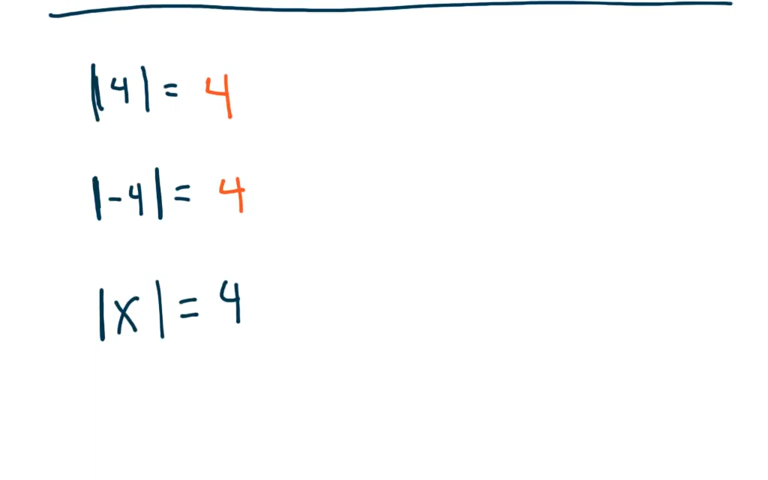 |4| = 4
|-4| = 4
|x| = 4